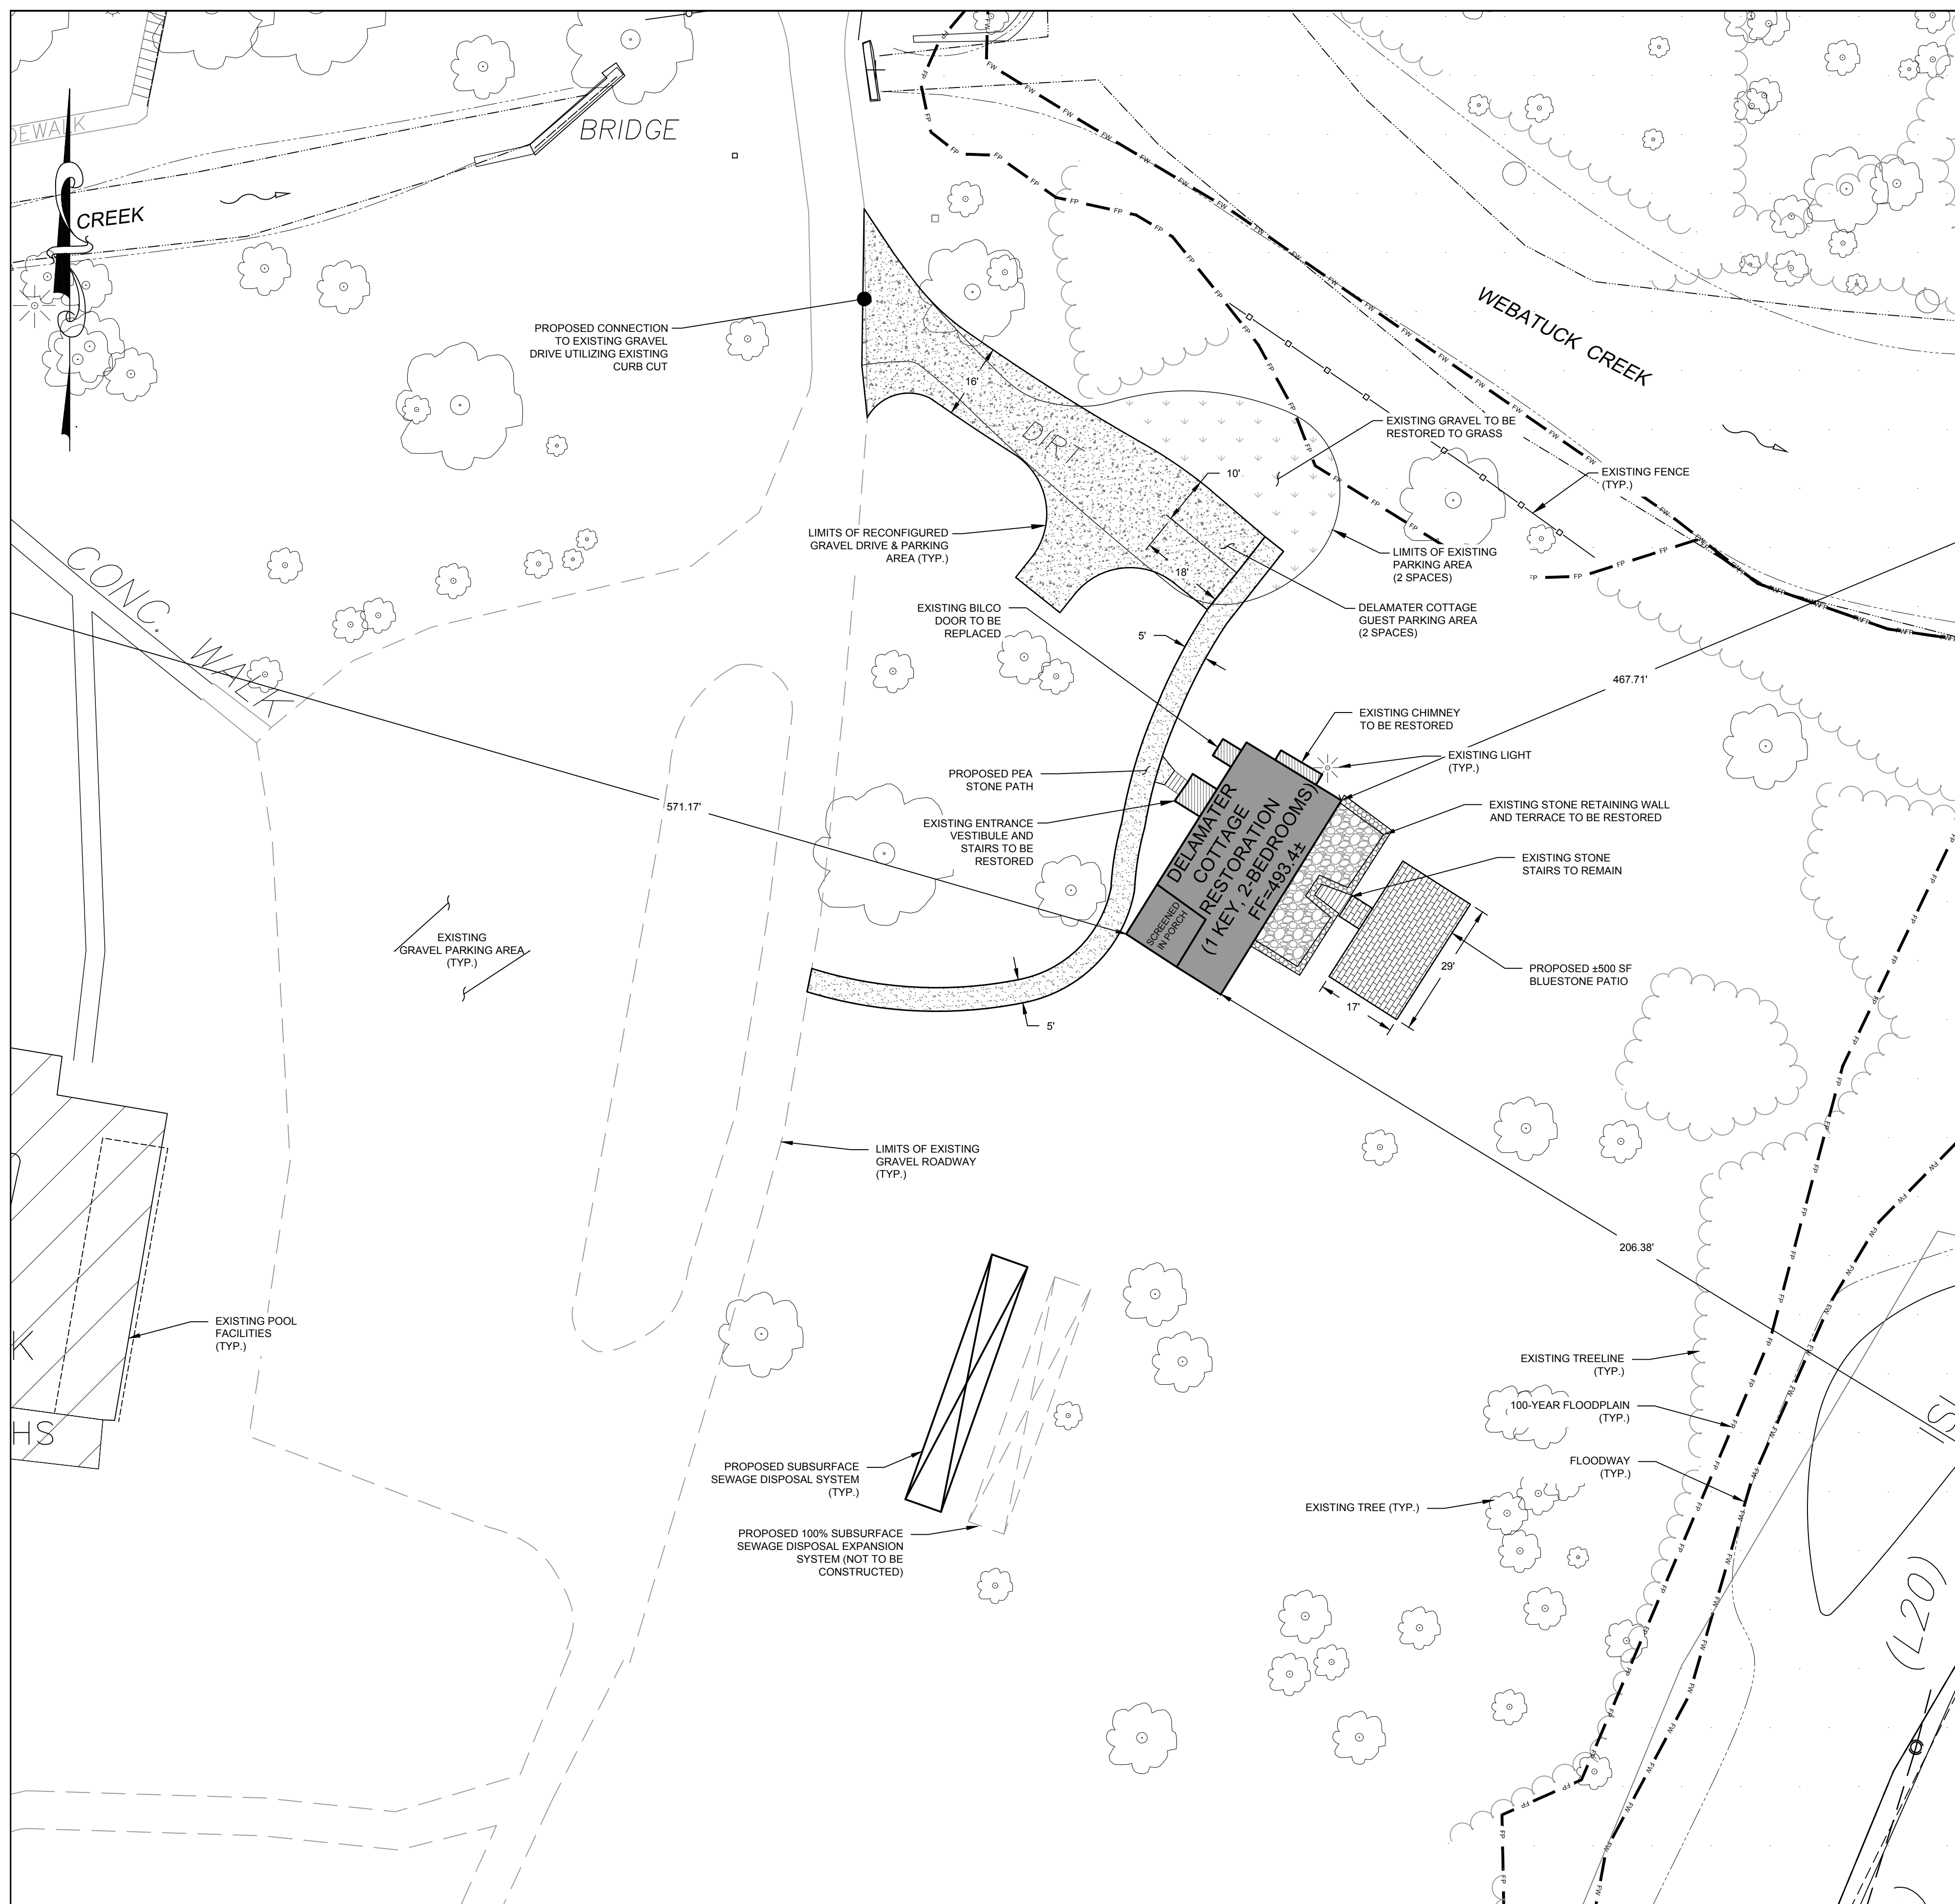 BRIDGE
CREEK
WEBATUCK CREEK
PROPOSED CONNECTION
TO EXISTING GRAVEL
DRIVE UTILIZING EXISTING
CURB CUT
16'
DIRT
EXISTING GRAVEL TO BE
RESTORED TO GRASS
10'
EXISTING FENCE
(TYP.)
LIMITS OF RECONFIGURED
GRAVEL DRIVE & PARKING
AREA (TYP.)
18'
LIMITS OF EXISTING
PARKING AREA
(2 SPACES)
CONC. WALK
EXISTING BILCO
DOOR TO BE
REPLACED
5'
DELAMATER COTTAGE
GUEST PARKING AREA
(2 SPACES)
467.71'
EXISTING CHIMNEY
TO BE RESTORED
EXISTING LIGHT
(TYP.)
PROPOSED PEA
STONE PATH
571.17'
EXISTING STONE RETAINING WALL
AND TERRACE TO BE RESTORED
EXISTING ENTRANCE
VESTIBULE AND
STAIRS TO BE
RESTORED
DELAMATER
COTTAGE
RESTORATION
(1 KEY, 2-BEDROOMS)
FF=493.4±
SCREENED
IN PORCH
EXISTING STONE
STAIRS TO REMAIN
EXISTING
GRAVEL PARKING AREA
(TYP.)
29'
17'
PROPOSED ±500 SF
BLUESTONE PATIO
5'
LIMITS OF EXISTING
GRAVEL ROADWAY
(TYP.)
206.38'
EXISTING POOL
FACILITIES
(TYP.)
K
HS
EXISTING TREELINE
(TYP.)
100-YEAR FLOODPLAIN
(TYP.)
FLOODWAY
(TYP.)
EXISTING TREE (TYP.)
PROPOSED SUBSURFACE
SEWAGE DISPOSAL SYSTEM
(TYP.)
PROPOSED 100% SUBSURFACE
SEWAGE DISPOSAL EXPANSION
SYSTEM (NOT TO BE
CONSTRUCTED)
(L20)
FP
FW